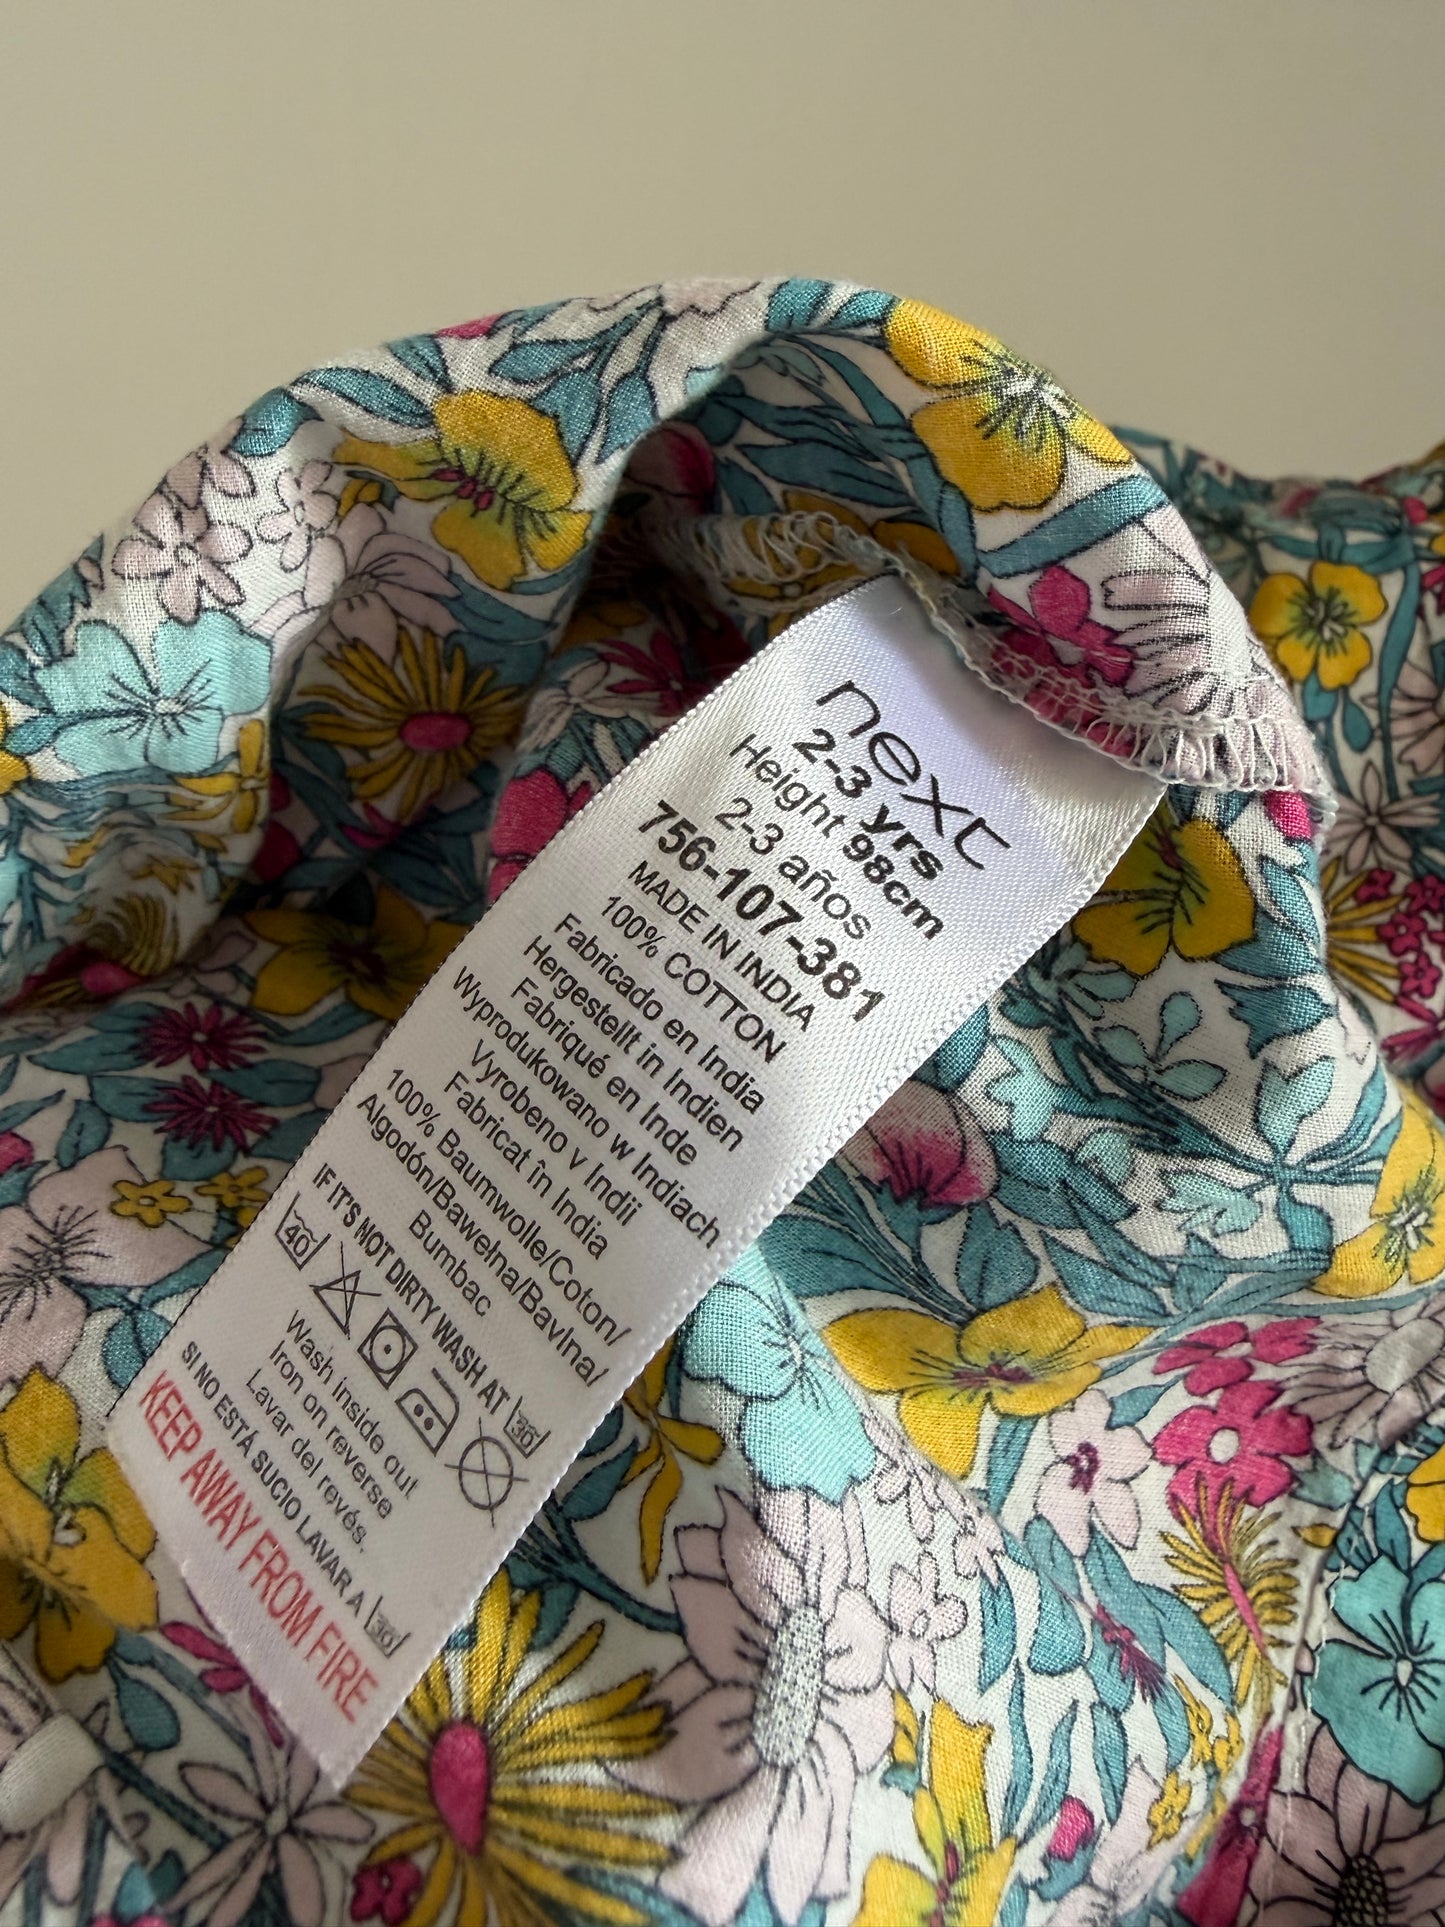 next
2-3 yrs
Height 98cm
2-3 años
756-107-381
MADE IN INDIA
100% COTTON
Fabricado en India
Hergestellt in Indien
Fabriqué en Inde
Wyprodukowano w Indiach
Vyrobeno v Indii
Fabricat în India
100% Baumwolle/Coton/
Algodón/Bawełna/Bavlna/
Bumbac
IF IT'S NOT DIRTY WASH AT 30
40
Wash inside out
Iron on reverse
Lavar del revés.
SI NO ESTÁ SUCIO LAVAR A 30
KEEP AWAY FROM FIRE